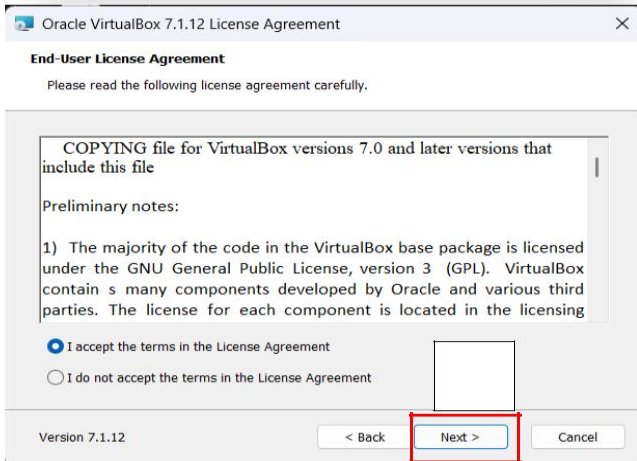 Oracle VirtualBox 7.1.12 License Agreement
End-User License Agreement
Please read the following license agreement carefully.
COPYING file for VirtualBox versions 7.0 and later versions that
include this file
Preliminary notes:
1) The majority of the code in the VirtualBox base package is licensed
under the GNU General Public License, version 3 (GPL). VirtualBox
contain s many components developed by Oracle and various third
parties. The license for each component is located in the licensing
I accept the terms in the License Agreement
I do not accept the terms in the License Agreement
Version 7.1.12
< Back
Next >
Cancel